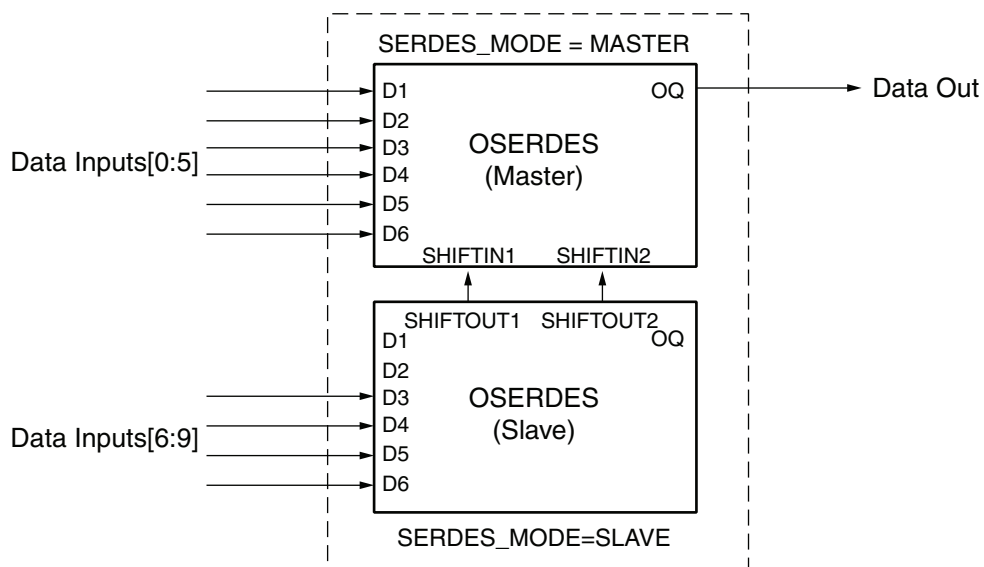 SERDES_MODE = MASTER
Data Inputs[0:5]
D1
D2
D3
D4
D5
D6
OQ
OSERDES
(Master)
SHIFTIN1
SHIFTIN2
Data Out
SHIFTOUT1
SHIFTOUT2
Data Inputs[6:9]
D1
D2
D3
D4
D5
D6
OQ
OSERDES
(Slave)
SERDES_MODE=SLAVE